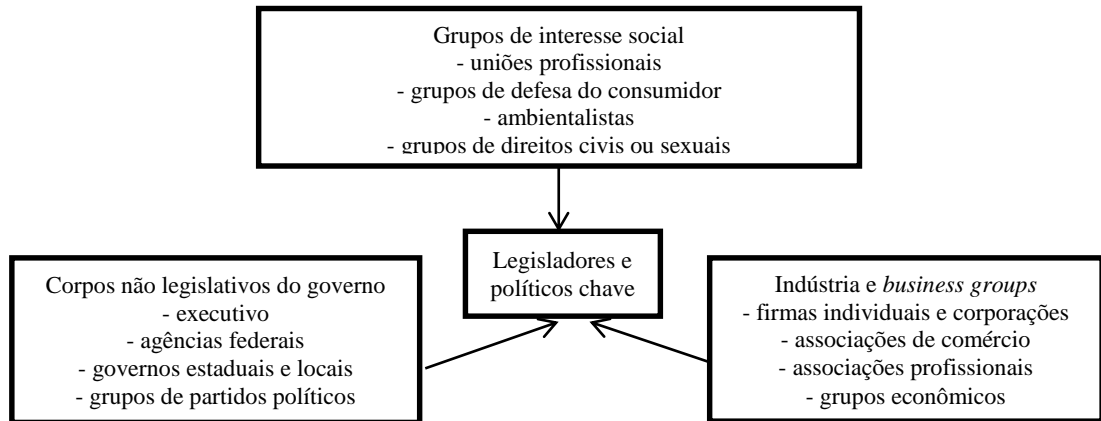 Grupos de interesse social
- uniões profissionais
- grupos de defesa do consumidor
- ambientalistas
- grupos de direitos civis ou sexuais
Legisladores e
políticos chave
Corpos não legislativos do governo
- executivo
- agências federais
- governos estaduais e locais
- grupos de partidos políticos
Indústria e business groups
- firmas individuais e corporações
- associações de comércio
- associações profissionais
- grupos econômicos